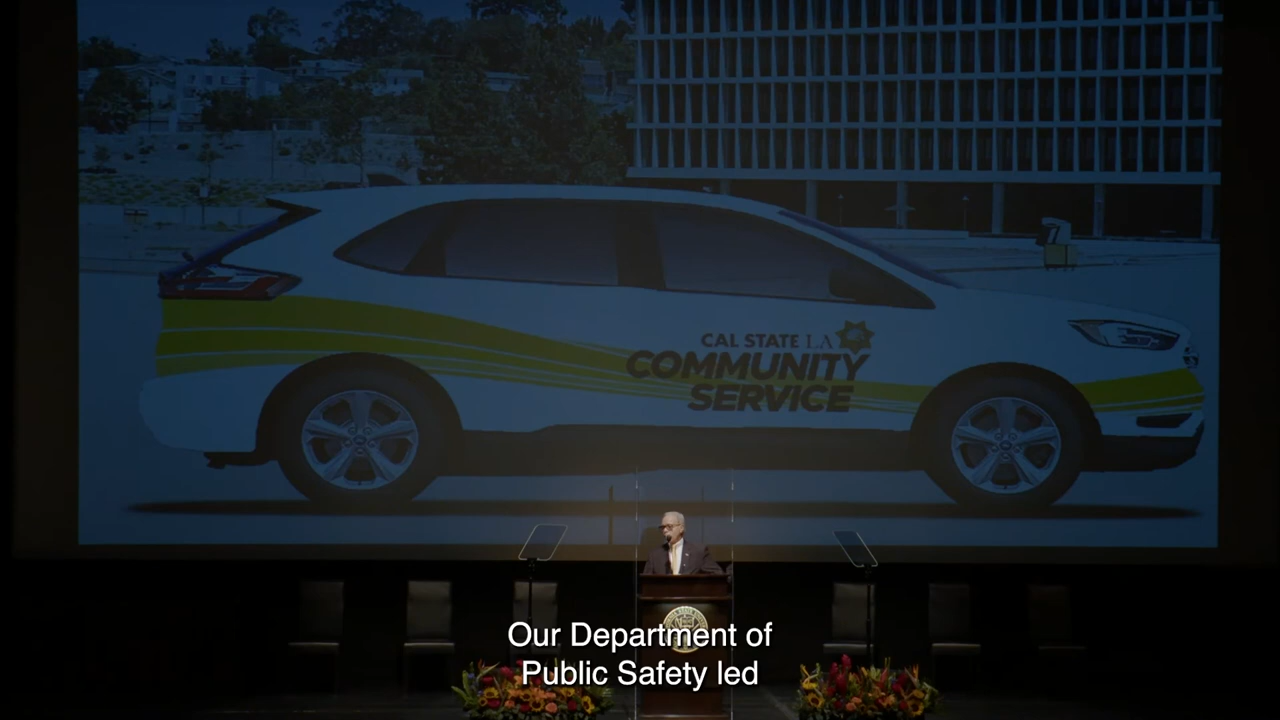 CAL STATE LA
COMMUNITY
SERVICE
Our Department of
Public Safety led